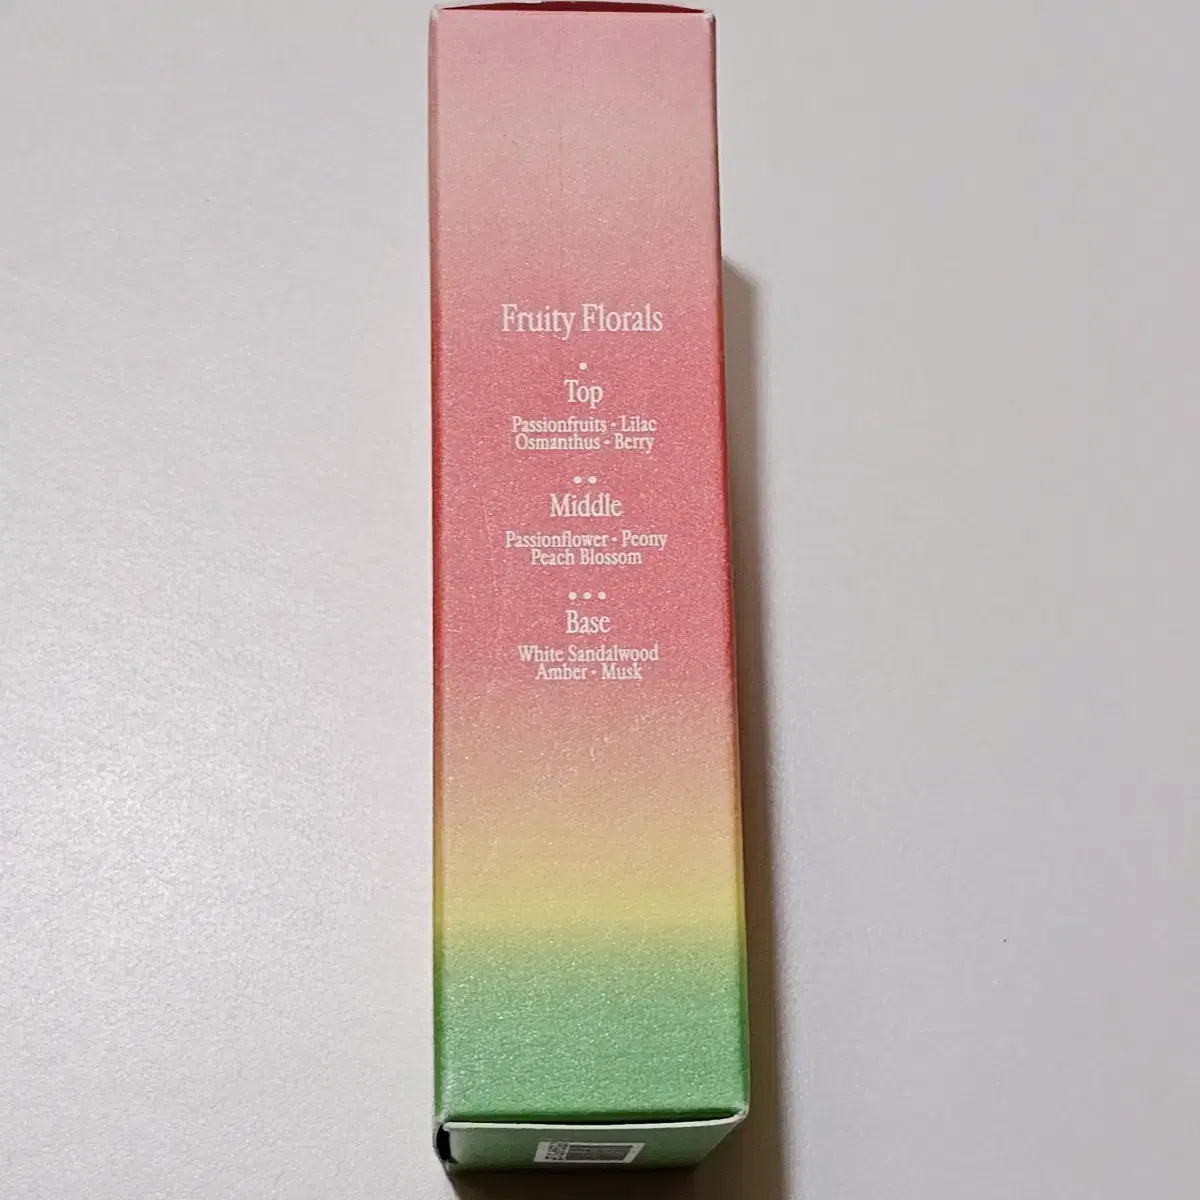 Fruity Florals
Top
Passionfruits • Lilac
Osmanthus • Berry
Middle
Passionflower • Peony
Peach Blossom
Base
White Sandalwood
Amber • Musk